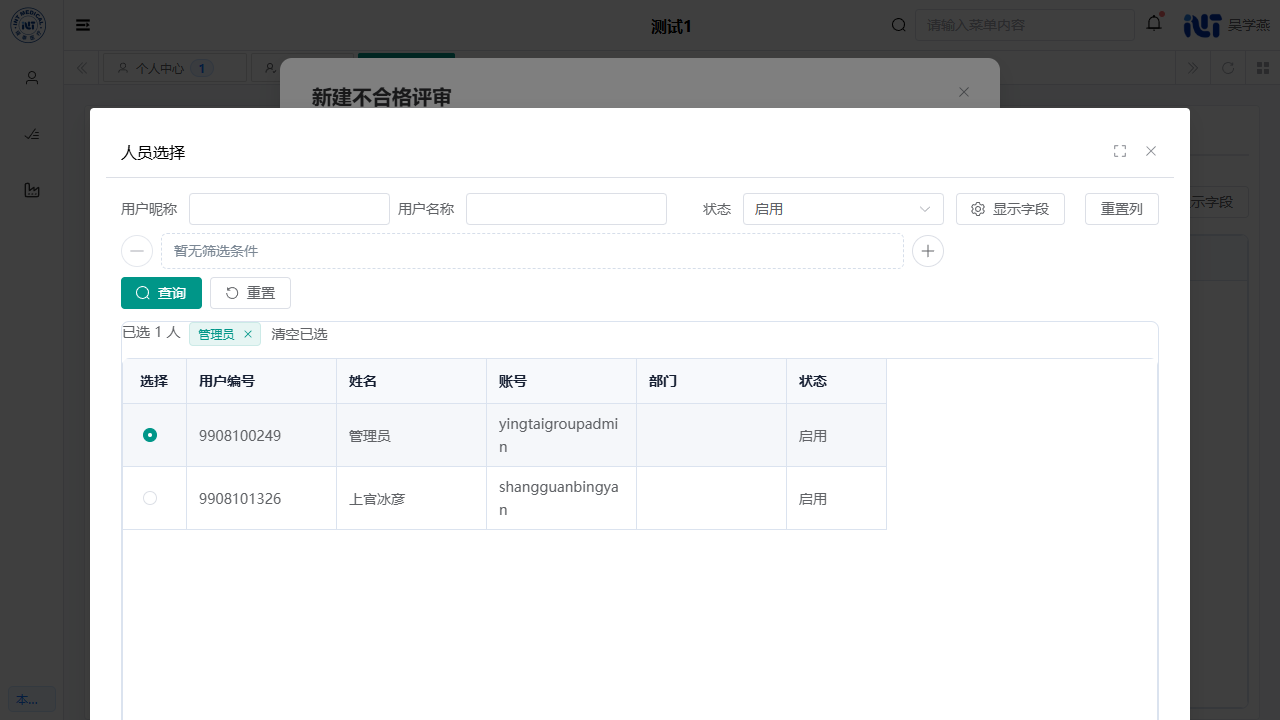 测试1
请输入菜单内容
吴学燕
个人中心 1
新建不合格评审
人员选择
用户昵称
用户名称
状态
启用
显示字段
重置列
示字段
暂无筛选条件
查询
重置
已选 1 人
管理员
清空已选
选择 用户编号 姓名 账号 部门 状态
9908100249 管理员 yingtaigroupadmi
n 启用
9908101326 上官冰彦 shangguanbingya
n 启用
本...